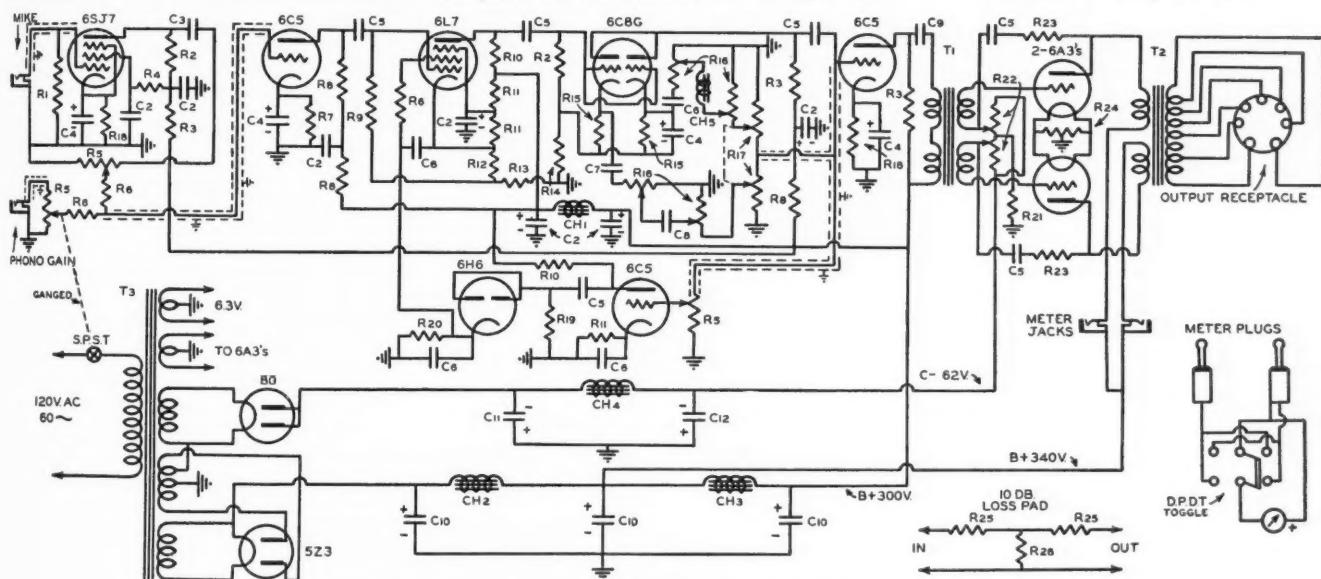 MIKE
6SJ7
C3
6C5
C5
6L7
C5
6C8G
C5
6C5
C9
T1
C5
R23
2-6A3's
T2
R1
R2
R4
C2
C4
R18
C2
R3
R5
R6
R5
R6
PHONO GAIN
C4
R7
C2
R8
R8
R9
R6
C6
C2
R10
R11
R11
R12
R13
R2
R14
R15
C7
R15
R16
C6
CH5
C4
R17
R16
C8
R3
C2
R8
C4
R18
R3
R22
R24
R21
C5
R23
OUTPUT RECEPTACLE
CH1
C2
6H6
R10
C5
6C5
R20
C6
R19
R11
C6
R5
METER JACKS
METER PLUGS
GANGED
T3
6.3V.
S.P.S.T
TO 6A3's
120V. AC
60~
80
CH4
C11
C12
C- 62V.
B+340V.
CH2
CH3
B+300V.
C10
C10
C10
5Z3
10 DB.
LOSS PAD
R25
R25
IN
R26
OUT
D.P.D.T
TOGGLE